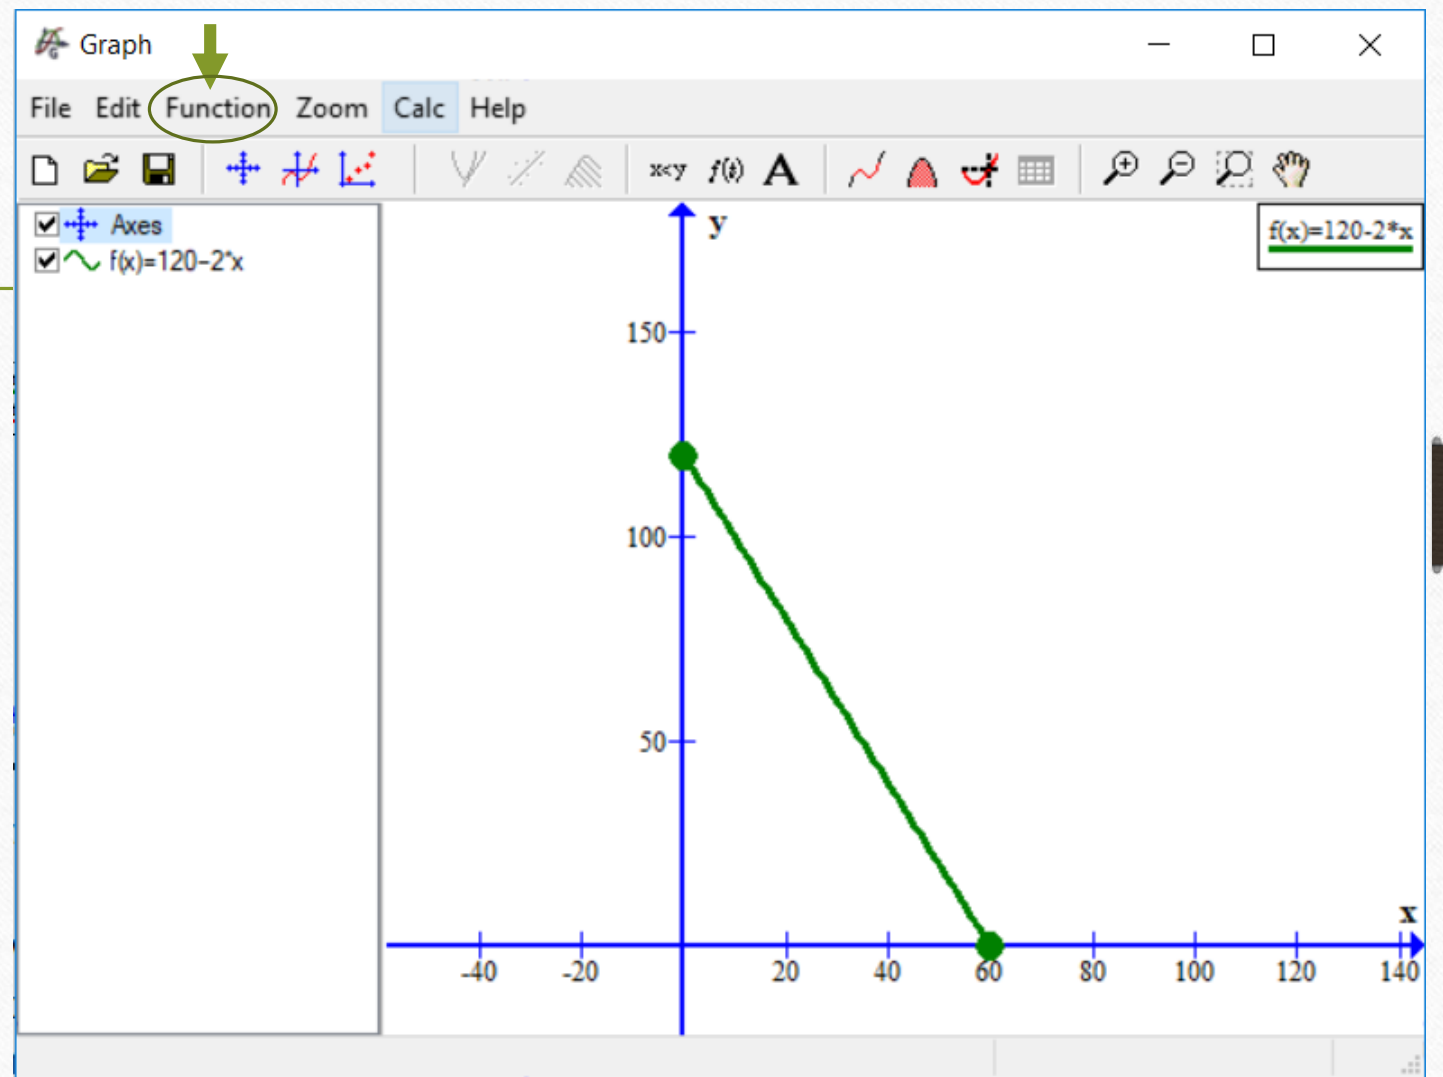 Graph
File Edit Function Zoom Calc Help
x<y f(x) A
Axes
f(x)=120−2*x
f(x)=120-2*x
y
150
100
50
x
-40 -20 20 40 60 80 100 120 140